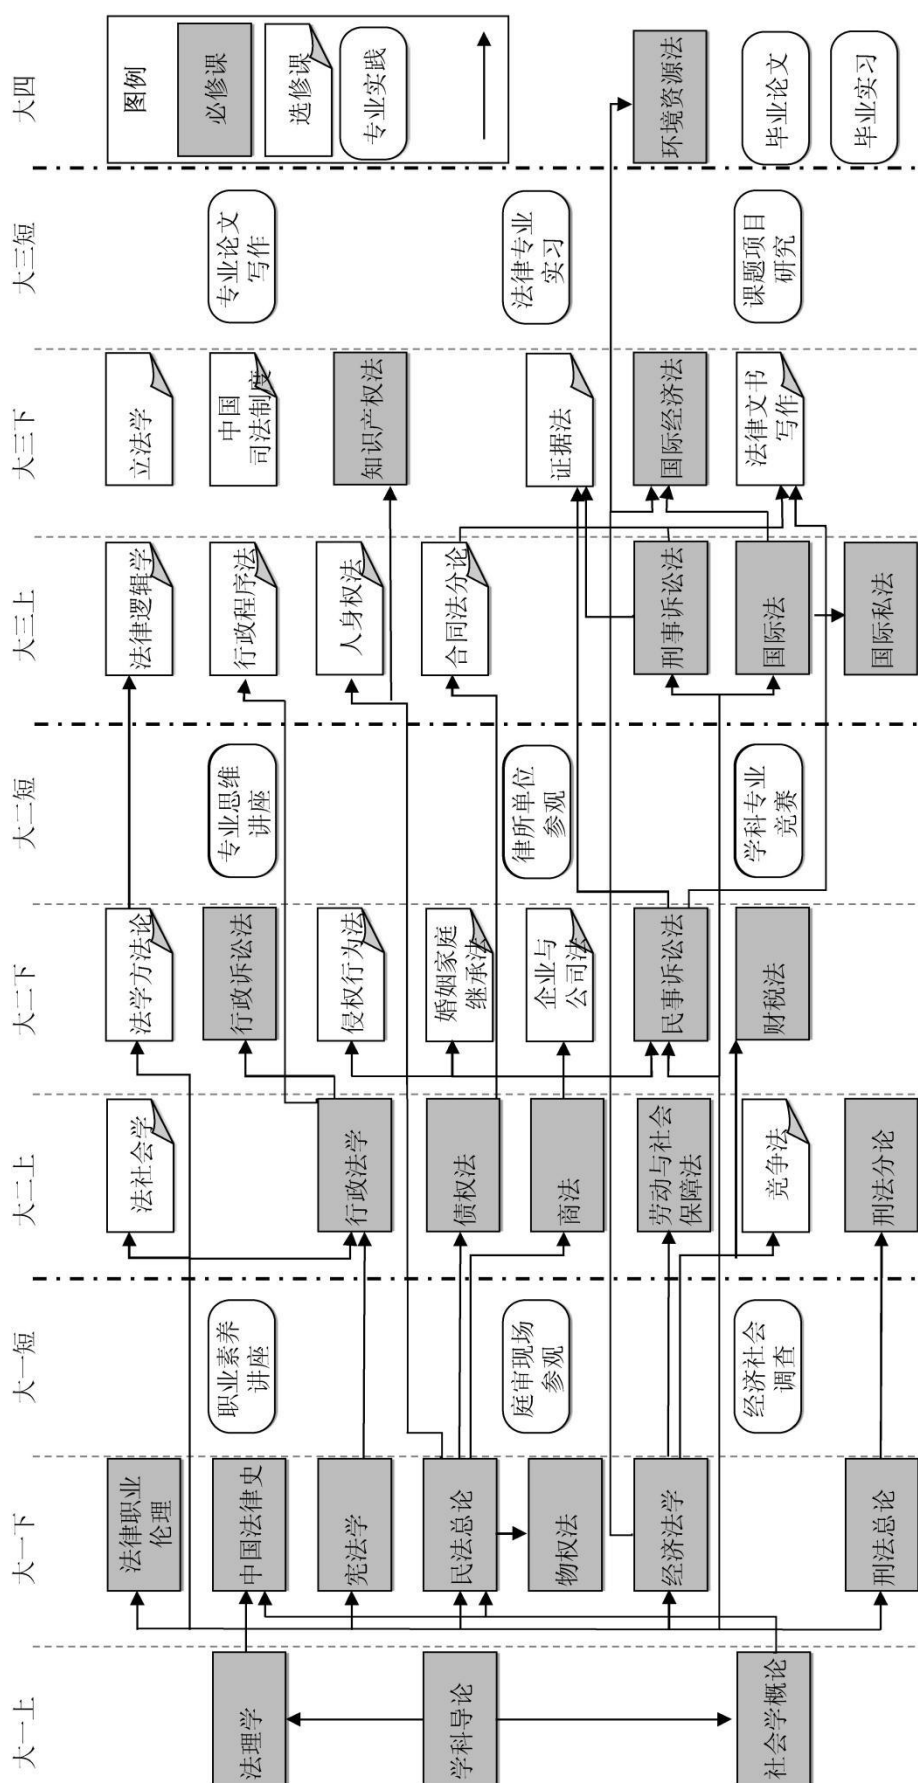 大一上
大一下
大一短
大二上
大二下
大二短
大三上
大三下
大三短
大四
法理学
学科导论
社会学概论
法律职业
伦理
中国法律史
宪法学
民法总论
物权法
经济法学
刑法总论
职业素养
讲座
庭审现场
参观
经济社会
调查
法社会学
行政法学
债权法
商法
劳动与社会
保障法
竞争法
刑法分论
法学方法论
行政诉讼法
侵权行为法
婚姻家庭
继承法
企业与
公司法
民事诉讼法
财税法
专业思维
讲座
律所单位
参观
学科专业
竞赛
法律逻辑学
行政程序法
人身权法
合同法分论
刑事诉讼法
国际法
国际私法
立法学
中国
司法制度
知识产权法
证据法
国际经济法
法律文书
写作
专业论文
写作
法律专业
实习
课题项目
研究
图例
必修课
选修课
专业实践
环境资源法
毕业论文
毕业实习